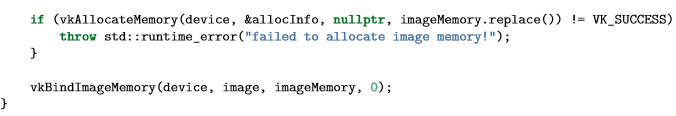 if (vkAllocateMemory(device, &allocInfo, nullptr, imageMemory.replace()) != VK_SUCCESS)
throw std::runtime_error("failed to allocate image memory!");
}
vkBindImageMemory(device, image, imageMemory, 0);
}